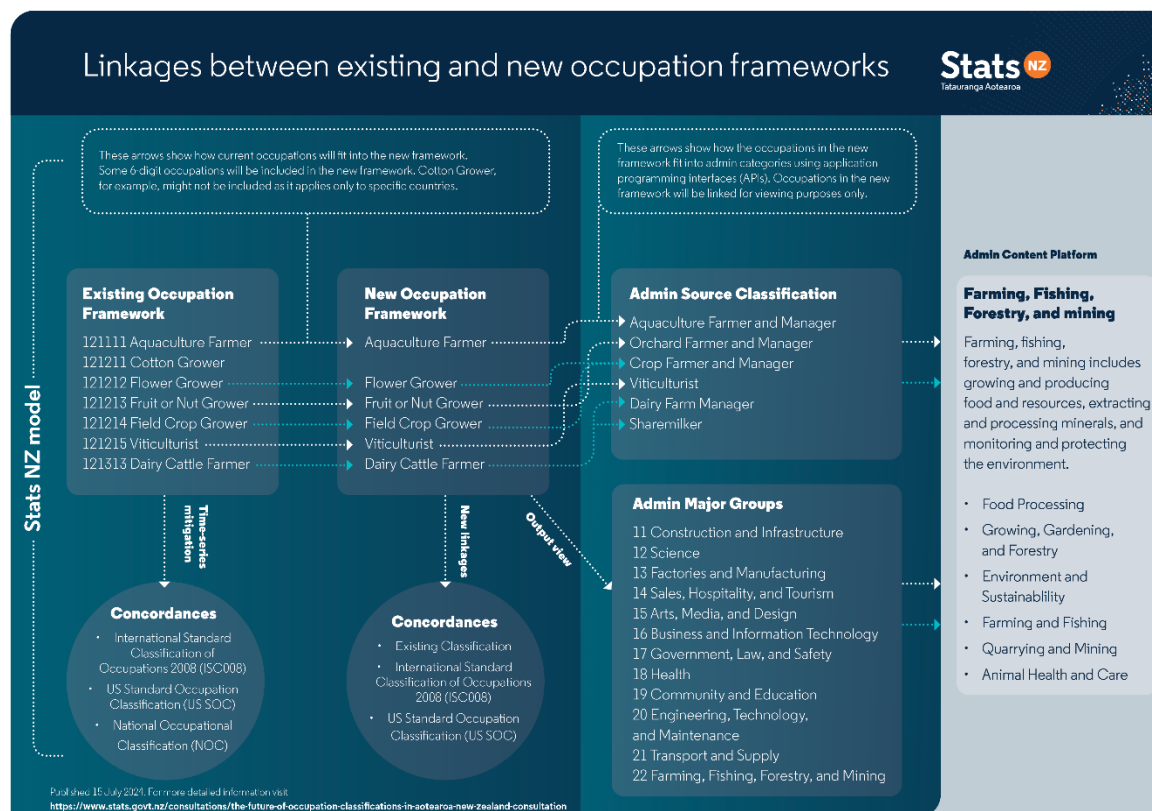 Linkages between existing and new occupation frameworks
Stats NZ
Tatauranga Aotearoa
These arrows show how current occupations will fit into the new framework.
Some 6-digit occupations will be included in the new framework. Cotton Grower,
for example, might not be included as it applies only to specific countries.
These arrows show how the occupations in the new
framework fit into admin categories using application
programming interfaces (APIs). Occupations in the new
framework will be linked for viewing purposes only.
Stats NZ model
Existing Occupation
Framework
121111 Aquaculture Farmer
121211 Cotton Grower
121212 Flower Grower
121213 Fruit or Nut Grower
121214 Field Crop Grower
121215 Viticulturist
121313 Dairy Cattle Farmer
New Occupation
Framework
Aquaculture Farmer
Flower Grower
Fruit or Nut Grower
Field Crop Grower
Viticulturist
Dairy Cattle Farmer
Admin Source Classification
Aquaculture Farmer and Manager
Orchard Farmer and Manager
Crop Farmer and Manager
Viticulturist
Dairy Farm Manager
Sharemilker
Time-series
mitigation
New linkages
Output view
Concordances
• International Standard
Classification of
Occupations 2008 (ISC008)
• US Standard Occupation
Classification (US SOC)
• National Occupational
Classification (NOC)
Concordances
• Existing Classification
• International Standard
Classification of Occupations
2008 (ISC008)
• US Standard Occupation
Classification (US SOC)
Admin Major Groups
11 Construction and Infrastructure
12 Science
13 Factories and Manufacturing
14 Sales, Hospitality, and Tourism
15 Arts, Media, and Design
16 Business and Information Technology
17 Government, Law, and Safety
18 Health
19 Community and Education
20 Engineering, Technology,
and Maintenance
21 Transport and Supply
22 Farming, Fishing, Forestry, and Mining
Admin Content Platform
Farming, Fishing,
Forestry, and mining
Farming, fishing,
forestry, and mining includes
growing and producing
food and resources, extracting
and processing minerals, and
monitoring and protecting
the environment.
• Food Processing
• Growing, Gardening,
and Forestry
• Environment and
Sustainablility
• Farming and Fishing
• Quarrying and Mining
• Animal Health and Care
Published 15 July 2024. For more detailed information visit
https://www.stats.govt.nz/consultations/the-future-of-occupation-classifications-in-aotearoa-new-zealand-consultation